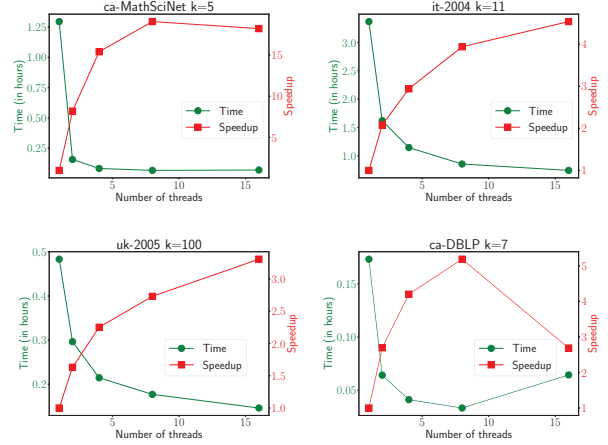 ca-MathSciNet k=5
1.25
1.00
0.75
0.50
0.25
Time (in hours)
15
10
5
Speedup
Time
Speedup
5
10
15
Number of threads
it-2004 k=11
3.0
2.5
2.0
1.5
1.0
Time (in hours)
4
3
2
1
Speedup
Time
Speedup
5
10
15
Number of threads
uk-2005 k=100
0.5
0.4
0.3
0.2
Time (in hours)
3.0
2.5
2.0
1.5
1.0
Speedup
Time
Speedup
5
10
15
Number of threads
ca-DBLP k=7
0.15
0.10
0.05
Time (in hours)
5
4
3
2
1
Speedup
Time
Speedup
5
10
15
Number of threads